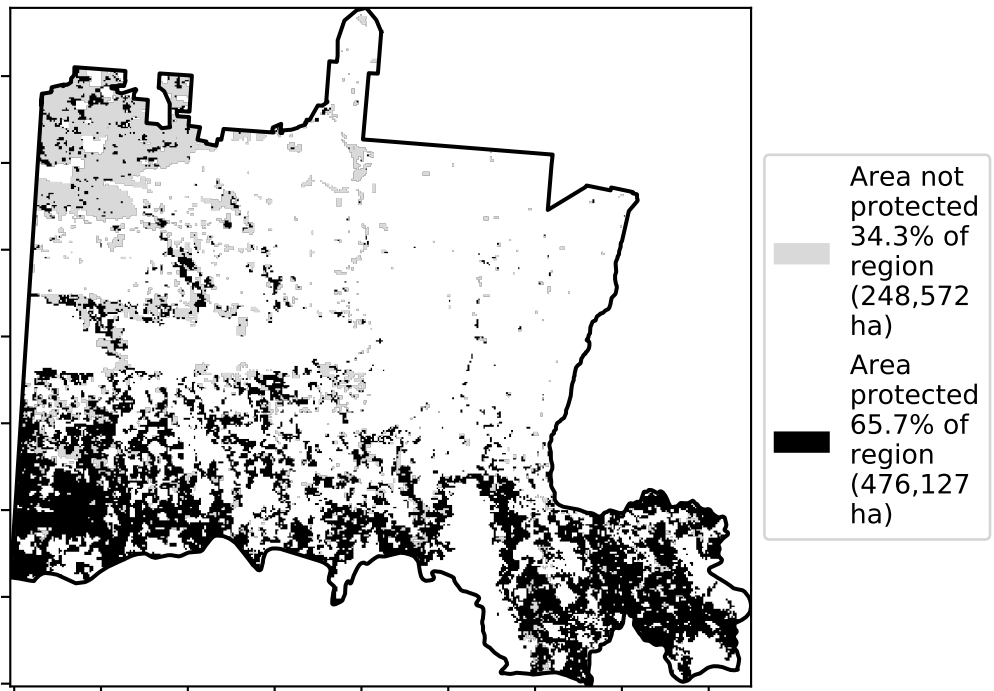 Area not
protected
34.3% of
region
(248,572
ha)
Area
protected
65.7% of
region
(476,127
ha)